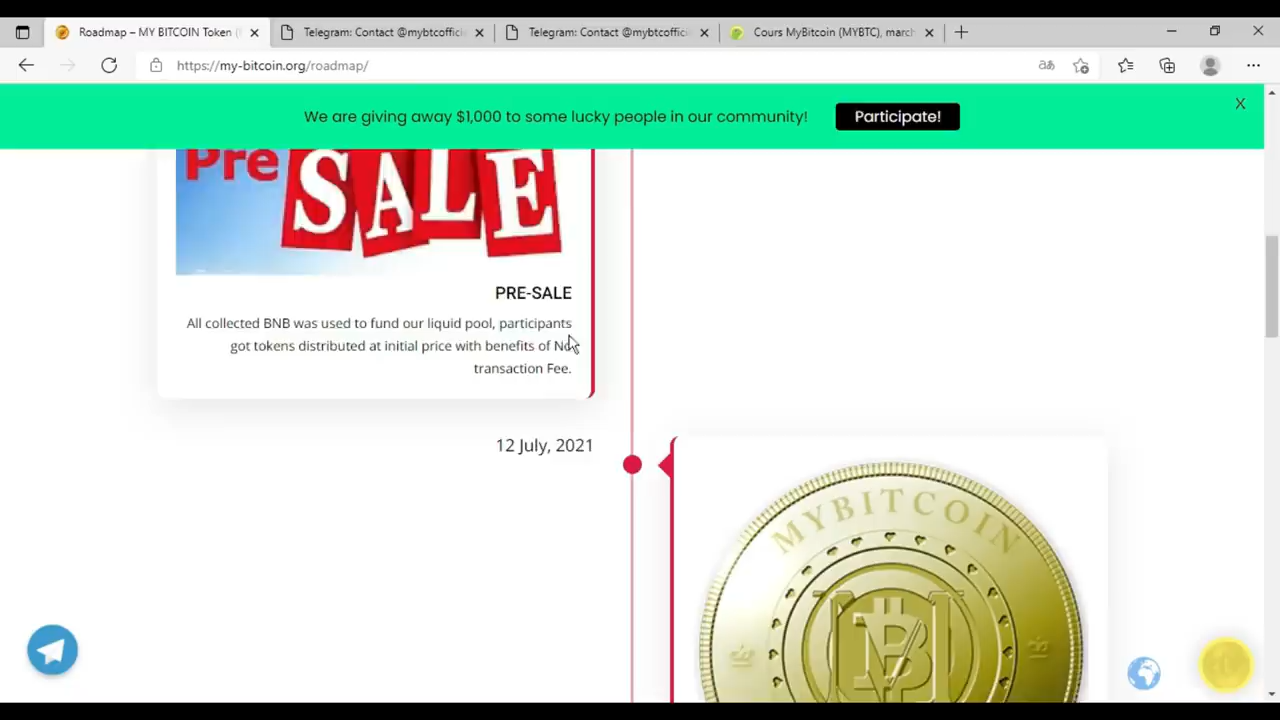 Roadmap – MY BITCOIN Token (
Telegram: Contact @mybtcoffici
Telegram: Contact @mybtcoffici
Cours MyBitcoin (MYBTC), march
https://my-bitcoin.org/roadmap/
We are giving away $1,000 to some lucky people in our community!
Participate!
X
Pre SALE
PRE-SALE
All collected BNB was used to fund our liquid pool, participants
got tokens distributed at initial price with benefits of No
transaction Fee.
12 July, 2021
MYBITCOIN